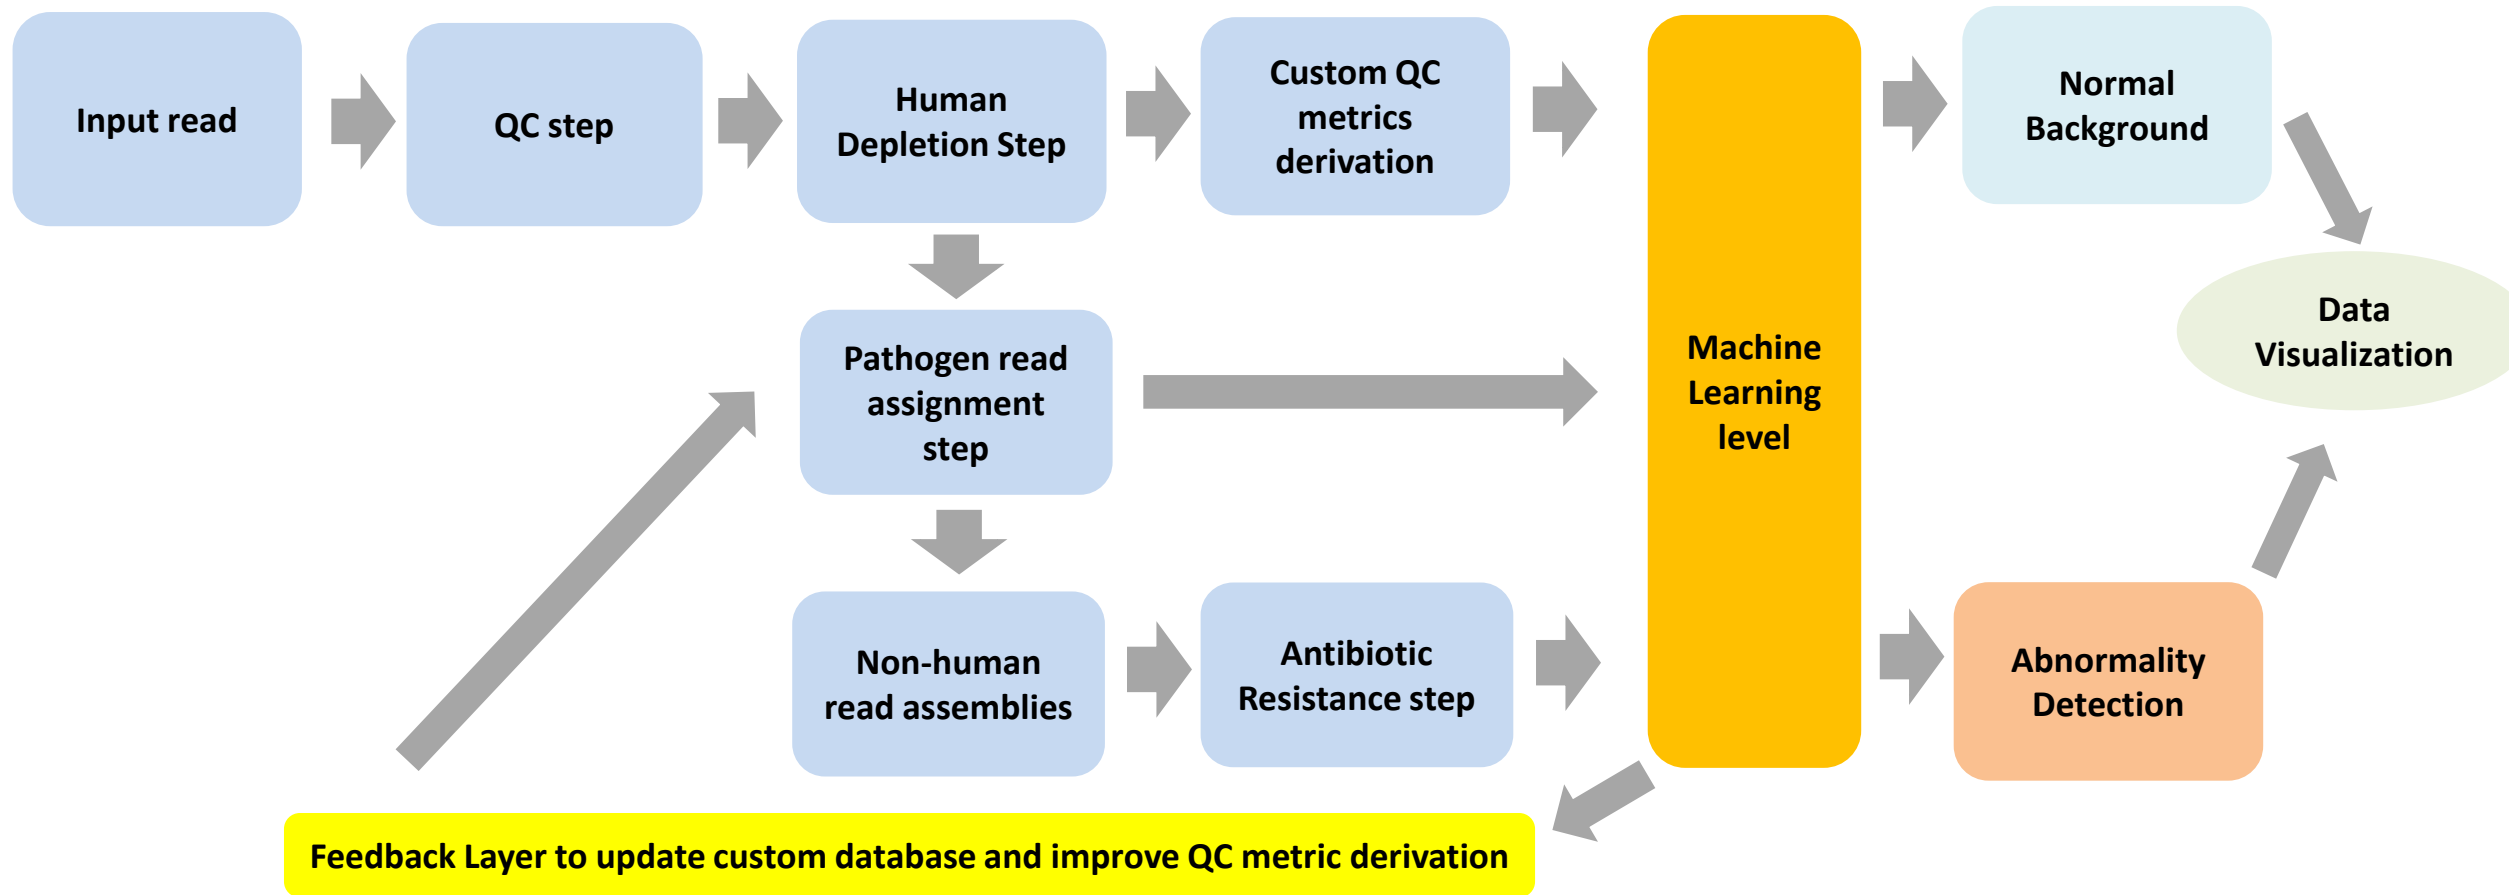 Input read
QC step
Human
Depletion Step
Custom QC
metrics
derivation
Normal
Background
Pathogen read
assignment
step
Machine
Learning
level
Data
Visualization
Non-human
read assemblies
Antibiotic
Resistance step
Abnormality
Detection
Feedback Layer to update custom database and improve QC metric derivation